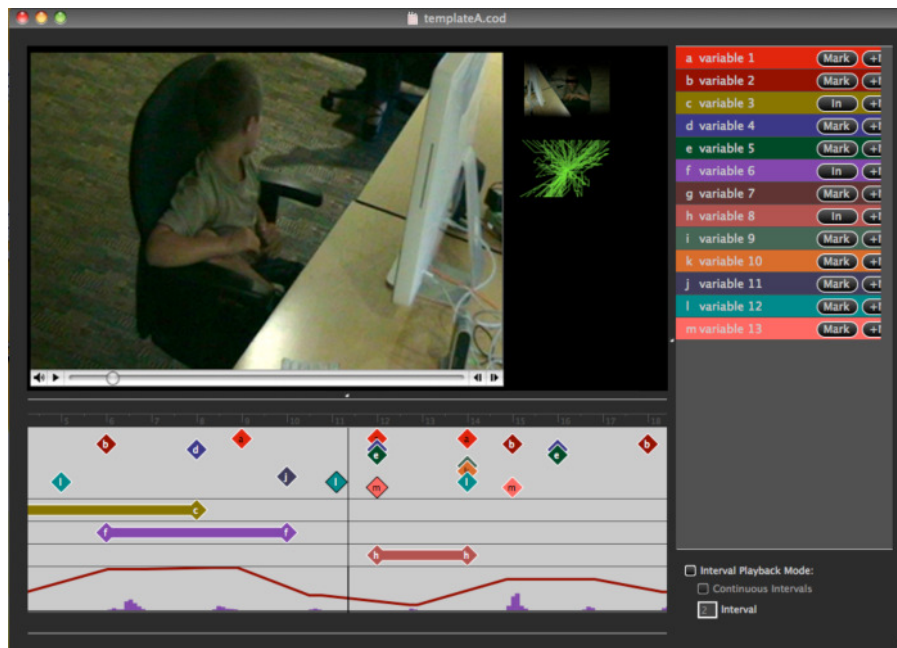 templateA.cod
a variable 1 Mark
b variable 2 Mark
c variable 3 In
d variable 4 Mark
e variable 5 Mark
f variable 6 In
g variable 7 Mark
h variable 8 In
i variable 9 Mark
k variable 10 Mark
j variable 11 Mark
l variable 12 Mark
m variable 13 Mark
5 6 7 8 9 10 11 12 13 14 15 16 17 18
b a a b b
d e e
l j l m l m
c
f f
h h
Interval Playback Mode:
Continuous Intervals
2 Interval